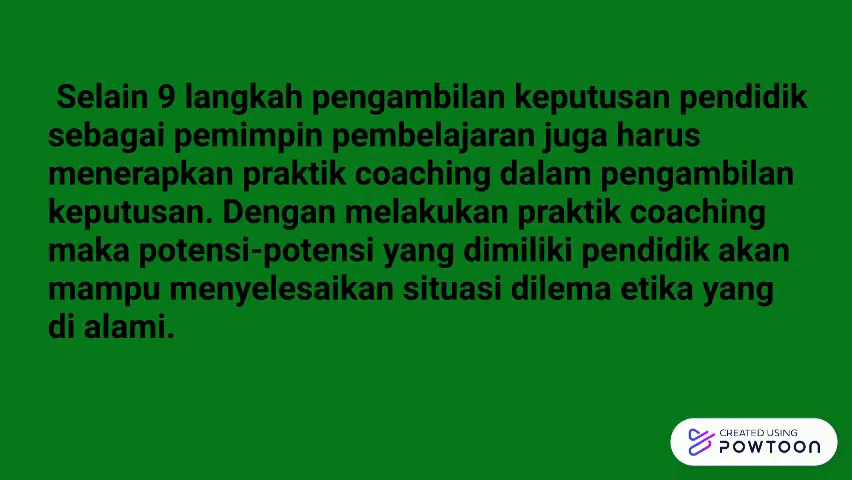 Selain 9 langkah pengambilan keputusan pendidik
sebagai pemimpin pembelajaran juga harus
menerapkan praktik coaching dalam pengambilan
keputusan. Dengan melakukan praktik coaching
maka potensi-potensi yang dimiliki pendidik akan
mampu menyelesaikan situasi dilema etika yang
di alami.
CREATED USING
POWTOON